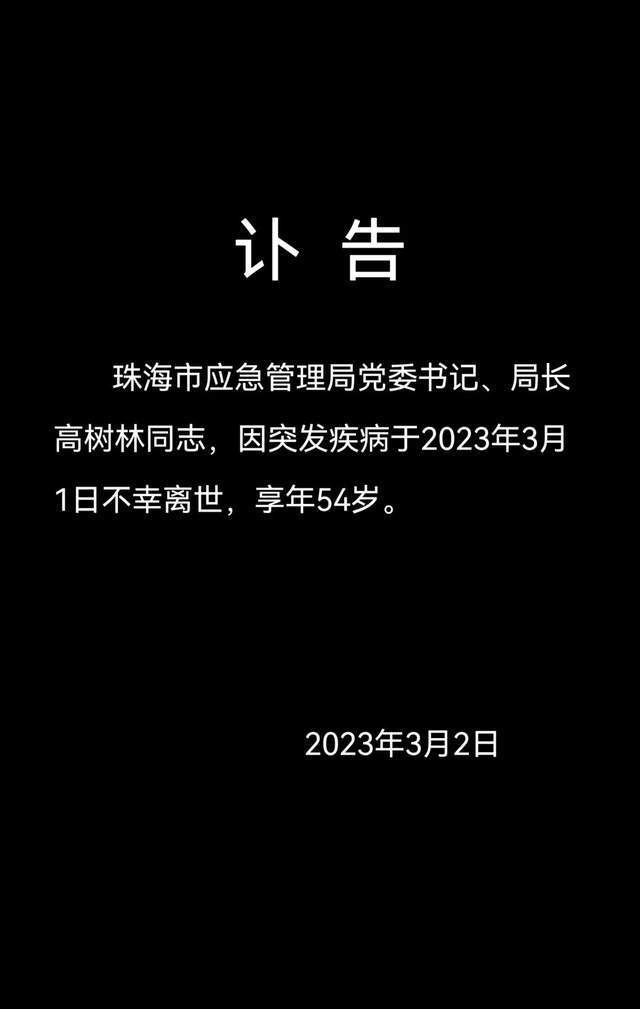 讣 告
珠海市应急管理局党委书记、局长
高树林同志，因突发疾病于2023年3月
1日不幸离世，享年54岁。
2023年3月2日